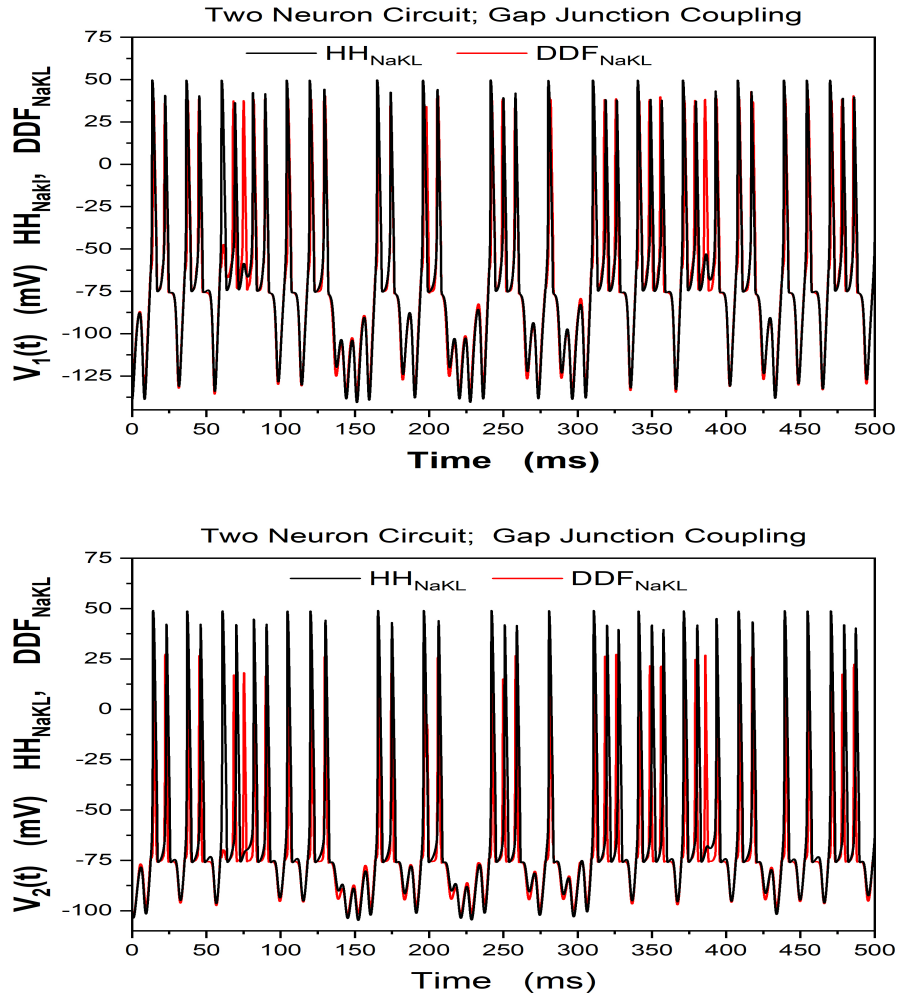 Two Neuron Circuit; Gap Junction Coupling
HH_NaKL DDF_NaKL
V_1(t) (mV) HH_Nakl, DDF_NaKL
75
50
25
0
-25
-50
-75
-100
-125
0 50 100 150 200 250 300 350 400 450 500
Time (ms)
Two Neuron Circuit; Gap Junction Coupling
HH_NaKL DDF_NaKL
V_2(t) (mV) HH_NaKL, DDF_NaKL
75
50
25
0
-25
-50
-75
-100
0 50 100 150 200 250 300 350 400 450 500
Time (ms)